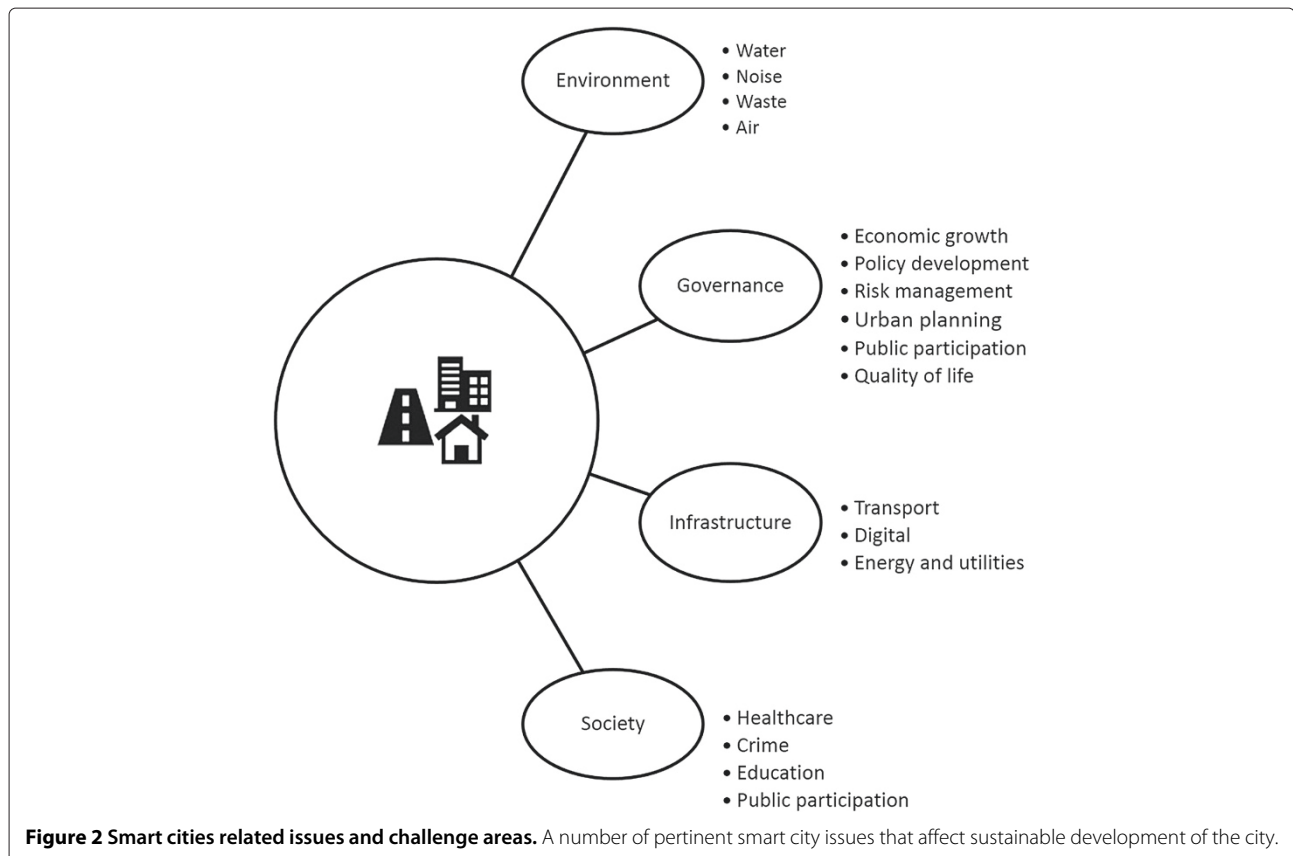 Environment
• Water
• Noise
• Waste
• Air
Governance
• Economic growth
• Policy development
• Risk management
• Urban planning
• Public participation
• Quality of life
Infrastructure
• Transport
• Digital
• Energy and utilities
Society
• Healthcare
• Crime
• Education
• Public participation
Figure 2 Smart cities related issues and challenge areas. A number of pertinent smart city issues that affect sustainable development of the city.